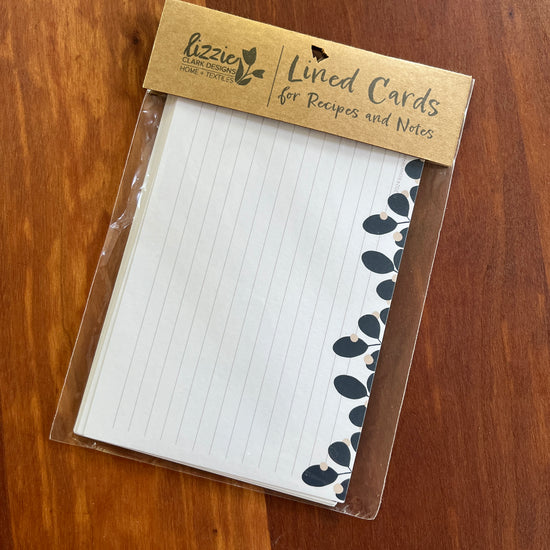 Lizzie
CLARK DESIGNS
HOME + TEXTILES
Lined Cards
for Recipes and Notes